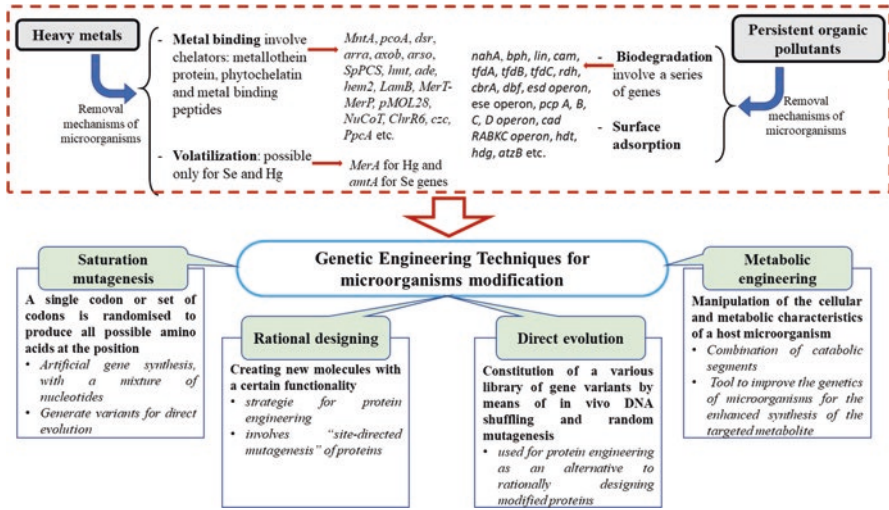 Heavy metals
Removal
mechanisms of
microorganisms
- Metal binding involve
chelators: metallothein
protein, phytochelatin
and metal binding
peptides
- Volatilization: possible
only for Se and Hg
MntA, pcoA, dsr,
arra, axob, arso,
SpPCS, hmt, ade,
hem2, LamB, MerT-
MerP, pMOL28,
NuCoT, ChrR6, czc,
PpcA etc.
MerA for Hg and
amtA for Se genes
nahA, bph, lin, cam,
tfdA, tfdB, tfdC, rdh,
cbrA, dbf, esd operon,
ese operon, pcp A, B,
C, D operon, cad
RABKC operon, hdt,
hdg, atzB etc.
- Biodegradation
involve a series
of genes
- Surface
adsorption
Persistent organic
pollutants
Removal
mechanisms of
microorganisms
Genetic Engineering Techniques for
microorganisms modification
Saturation
mutagenesis
A single codon or set of
codons is randomised to
produce all possible amino
acids at the position
• Artificial gene synthesis,
with a mixture of
nucleotides
• Generate variants for direct
evolution
Rational designing
Creating new molecules with
a certain functionality
• strategie for protein
engineering
• involves "site-directed
mutagenesis" of proteins
Direct evolution
Constitution of a various
library of gene variants by
means of in vivo DNA
shuffling and random
mutagenesis
• used for protein engineering
as an alternative to
rationally designing
modified proteins
Metabolic
engineering
Manipulation of the cellular
and metabolic characteristics
of a host microorganism
• Combination of catabolic
segments
• Tool to improve the genetics
of microorganisms for the
enhanced synthesis of the
targeted metabolite